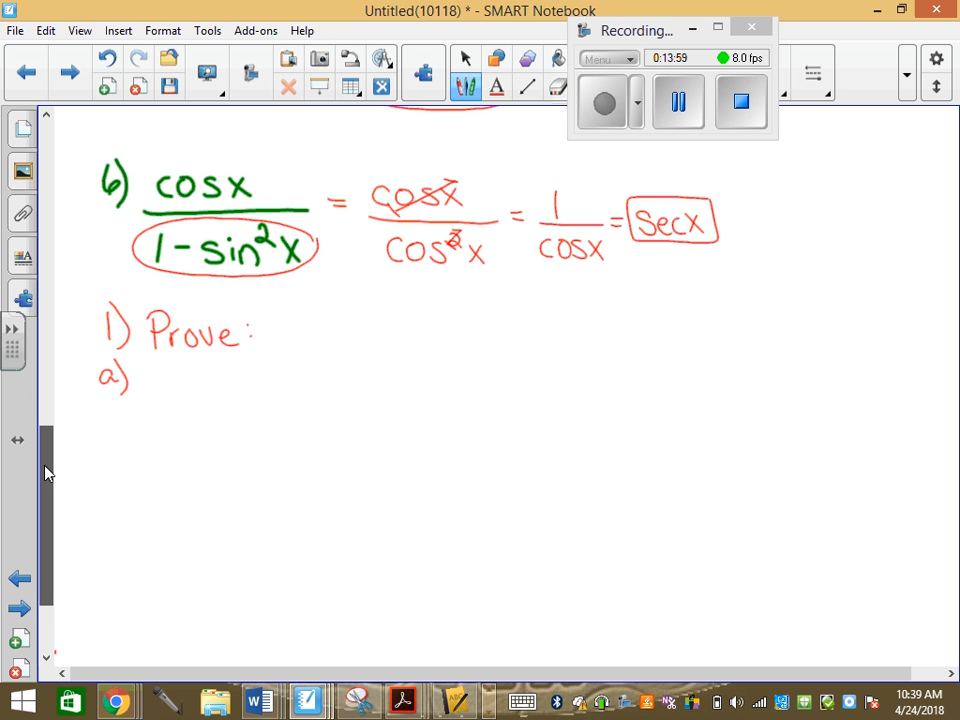 Untitled(10118) * - SMART Notebook
Recording...
File Edit View Insert Format Tools Add-ons Help
Menu 0:13:59 8.0 fps
6) cosx / 1-sin²x = cosx / cos²x = 1 / cosx = secx
1) Prove:
a)
10:39 AM
4/24/2018